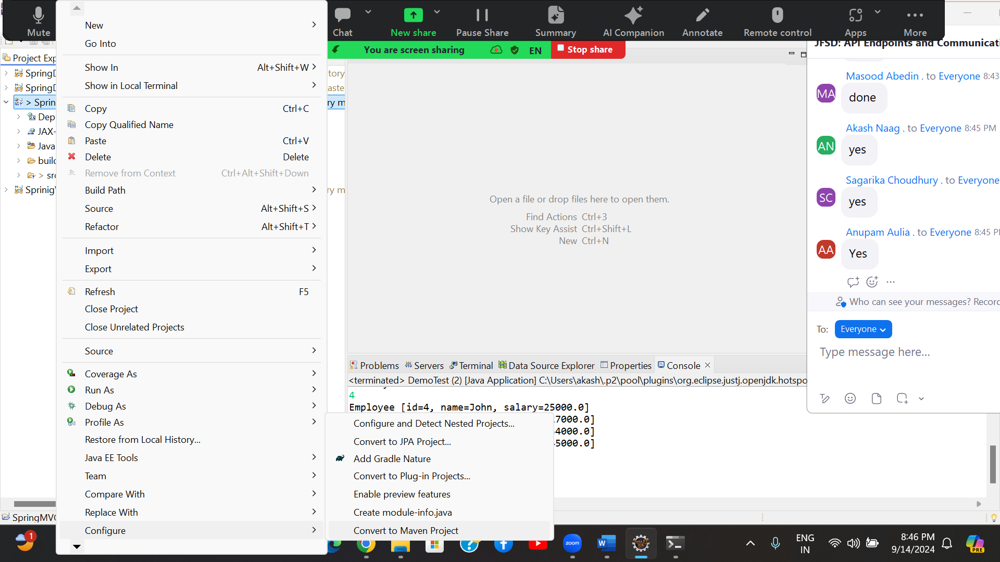 Mute
Chat
New share
Pause Share
Summary
AI Companion
Annotate
Remote control
Apps
More
You are screen sharing
EN
Stop share
JFSD: API Endpoints and Communicati
New
Go Into
Show In Alt+Shift+W
Show in Local Terminal
Copy Ctrl+C
Copy Qualified Name
Paste Ctrl+V
Delete Delete
Remove from Context Ctrl+Alt+Shift+Down
Build Path
Source Alt+Shift+S
Refactor Alt+Shift+T
Import
Export
Refresh F5
Close Project
Close Unrelated Projects
Source
Coverage As
Run As
Debug As
Profile As
Restore from Local History...
Java EE Tools
Team
Compare With
Replace With
Configure
Configure and Detect Nested Projects...
Convert to JPA Project...
Add Gradle Nature
Convert to Plug-in Projects...
Enable preview features
Create module-info.java
Convert to Maven Project
Project Exp
SpringD
SpringD
> Sprin
Dep
JAX-
Java
build
> src
Sprinig
SpringMVC
tory
aste
ry m
ry m
Open a file or drop files here to open them.
Find Actions Ctrl+3
Show Key Assist Ctrl+Shift+L
New Ctrl+N
Problems Servers Terminal Data Source Explorer Properties Console
<terminated> DemoTest (2) [Java Application] C:\Users\akash\.p2\pool\plugins\org.eclipse.justj.openjdk.hotspo
4
Employee [id=4, name=John, salary=25000.0]
7000.0]
4000.0]
5000.0]
Masood Abedin . to Everyone 8:43
MA
done
Akash Naag . to Everyone 8:45 PM
AN
yes
Sagarika Choudhury . to Everyone
SC
yes
Anupam Aulia . to Everyone 8:45 P
AA
Yes
Who can see your messages? Recor
To: Everyone
Type message here...
1
zoom
W
Java EE
IDE
ENG
IN
8:46 PM
9/14/2024
PRE